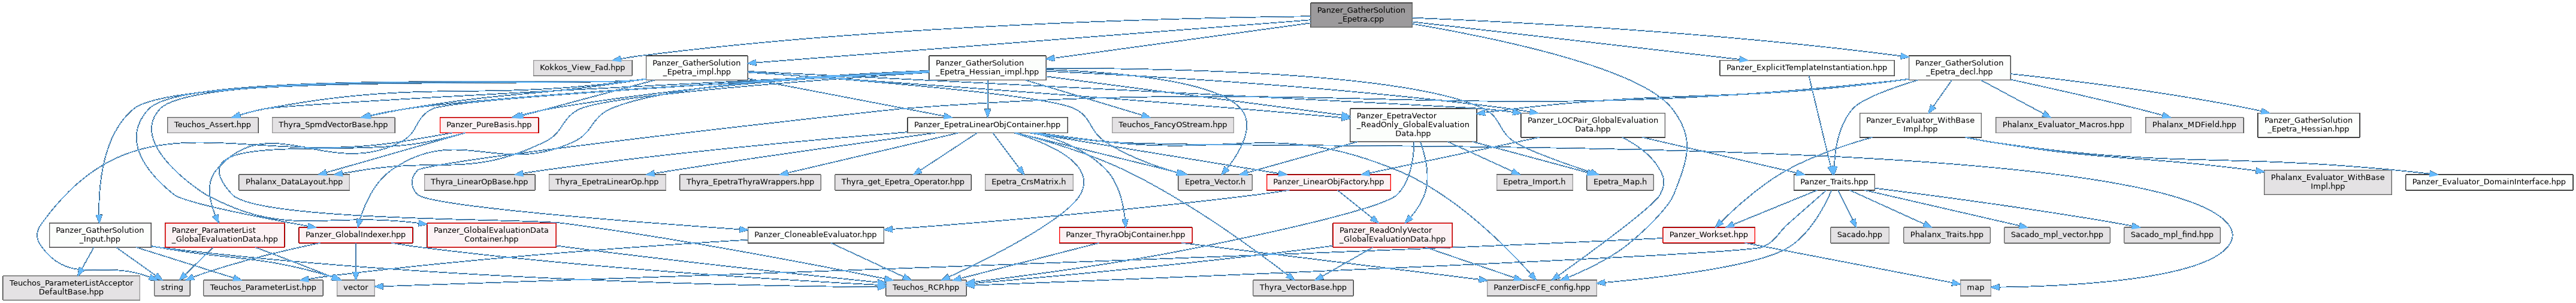 Panzer_GatherSolution
_Epetra.cpp
Kokkos_View_Fad.hpp
Panzer_GatherSolution
_Epetra_impl.hpp
Panzer_GatherSolution
_Epetra_Hessian_impl.hpp
Panzer_ExplicitTemplateInstantiation.hpp
Panzer_GatherSolution
_Epetra_decl.hpp
Teuchos_Assert.hpp
Thyra_SpmdVectorBase.hpp
Panzer_PureBasis.hpp
Panzer_EpetraLinearObjContainer.hpp
Teuchos_FancyOStream.hpp
Panzer_EpetraVector
_ReadOnly_GlobalEvaluation
Data.hpp
Panzer_LOCPair_GlobalEvaluation
Data.hpp
Panzer_Evaluator_WithBase
Impl.hpp
Phalanx_Evaluator_Macros.hpp
Phalanx_MDField.hpp
Panzer_GatherSolution
_Epetra_Hessian.hpp
Phalanx_DataLayout.hpp
Thyra_LinearOpBase.hpp
Thyra_EpetraLinearOp.hpp
Thyra_EpetraThyraWrappers.hpp
Thyra_get_Epetra_Operator.hpp
Epetra_CrsMatrix.h
Epetra_Vector.h
Panzer_LinearObjFactory.hpp
Epetra_Import.h
Epetra_Map.h
Panzer_Traits.hpp
Phalanx_Evaluator_WithBase
Impl.hpp
Panzer_Evaluator_DomainInterface.hpp
Panzer_GatherSolution
_Input.hpp
Panzer_ParameterList
_GlobalEvaluationData.hpp
Panzer_GlobalIndexer.hpp
Panzer_GlobalEvaluationData
Container.hpp
Panzer_CloneableEvaluator.hpp
Panzer_ThyraObjContainer.hpp
Panzer_ReadOnlyVector
_GlobalEvaluationData.hpp
Panzer_Workset.hpp
Sacado.hpp
Phalanx_Traits.hpp
Sacado_mpl_vector.hpp
Sacado_mpl_find.hpp
Teuchos_ParameterListAcceptor
DefaultBase.hpp
string
Teuchos_ParameterList.hpp
vector
Teuchos_RCP.hpp
Thyra_VectorBase.hpp
PanzerDiscFE_config.hpp
map